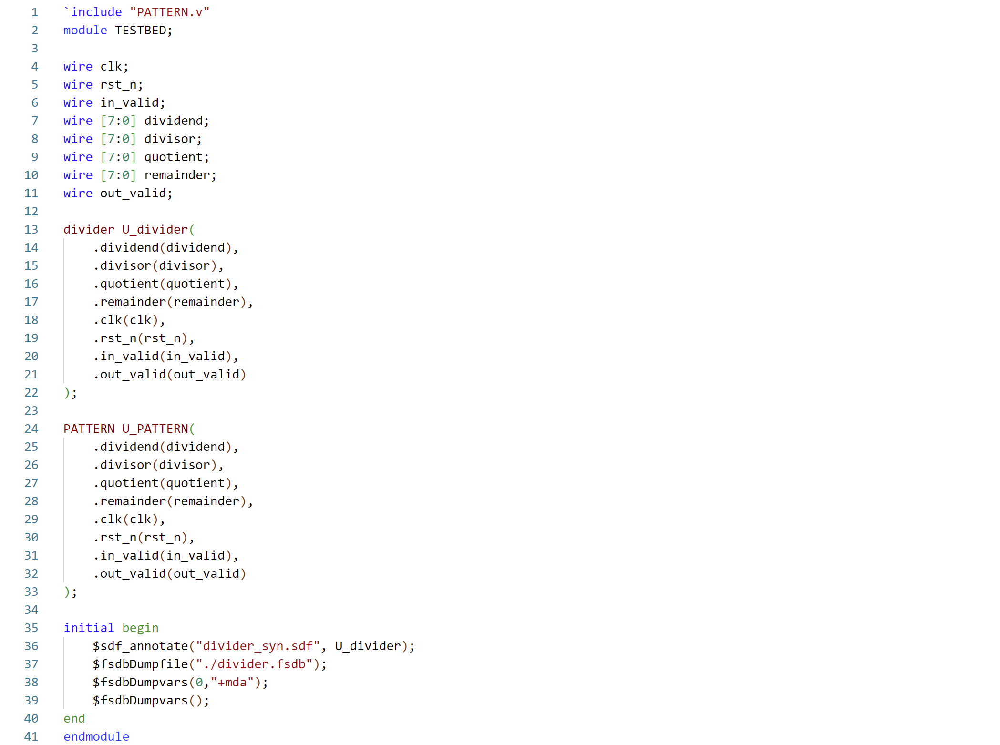 1 `include "PATTERN.v"
2 module TESTBED;
3
4 wire clk;
5 wire rst_n;
6 wire in_valid;
7 wire [7:0] dividend;
8 wire [7:0] divisor;
9 wire [7:0] quotient;
10 wire [7:0] remainder;
11 wire out_valid;
12
13 divider U_divider(
14     .dividend(dividend),
15     .divisor(divisor),
16     .quotient(quotient),
17     .remainder(remainder),
18     .clk(clk),
19     .rst_n(rst_n),
20     .in_valid(in_valid),
21     .out_valid(out_valid)
22 );
23
24 PATTERN U_PATTERN(
25     .dividend(dividend),
26     .divisor(divisor),
27     .quotient(quotient),
28     .remainder(remainder),
29     .clk(clk),
30     .rst_n(rst_n),
31     .in_valid(in_valid),
32     .out_valid(out_valid)
33 );
34
35 initial begin
36     $sdf_annotate("divider_syn.sdf", U_divider);
37     $fsdbDumpfile("./divider.fsdb");
38     $fsdbDumpvars(0,"+mda");
39     $fsdbDumpvars();
40 end
41 endmodule